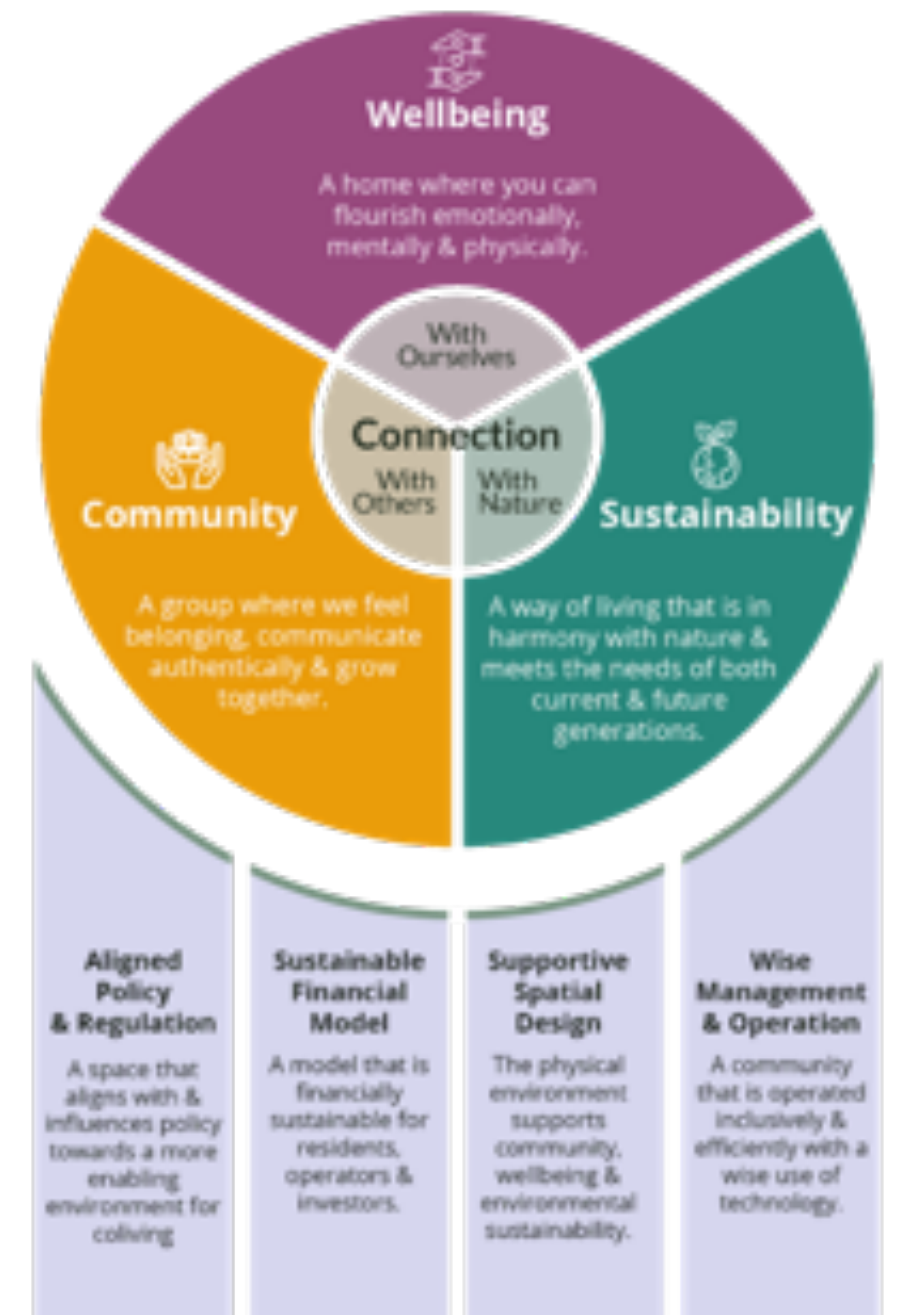 Wellbeing
A home where you can
flourish emotionally,
mentally & physically.
With
Ourselves
Connection
With
Others
With
Nature
Community
A group where we feel
belonging, communicate
authentically & grow
together.
Sustainability
A way of living that is in
harmony with nature &
meets the needs of both
current & future
generations.
Aligned
Policy
& Regulation
A space that
aligns with &
influences policy
towards a more
enabling
environment for
coliving
Sustainable
Financial
Model
A model that is
financially
sustainable for
residents,
operators &
investors.
Supportive
Spatial
Design
The physical
environment
supports
community,
wellbeing &
environmental
sustainability.
Wise
Management
& Operation
A community
that is operated
inclusively &
efficiently with a
wise use of
technology.